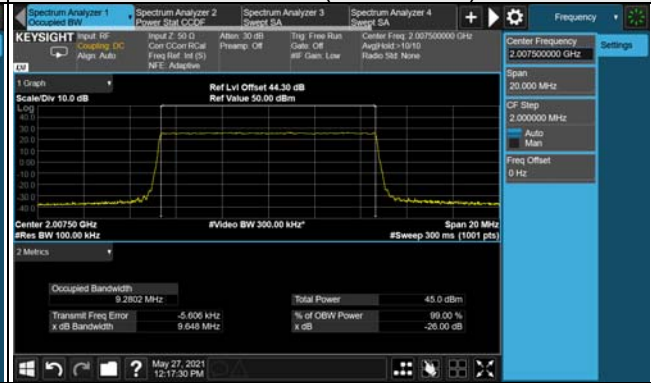 Spectrum Analyzer 1
Occupied BW
Spectrum Analyzer 2
Power Stat CCDF
Spectrum Analyzer 3
Swept SA
Spectrum Analyzer 4
Swept SA
+
Frequency
KEYSIGHT
Input: RF
Coupling: DC
Align: Auto
Input Z: 50 Ω
Corr CCorr RCal
Freq Ref: Int (S)
NFE: Adaptive
Atten: 30 dB
Preamp: Off
Trig: Free Run
Gate: Off
#IF Gain: Low
Center Freq: 2.007500000 GHz
Avg|Hold:>10/10
Radio Std: None
Center Frequency
2.007500000 GHz
Settings
Span
20.000 MHz
CF Step
2.000000 MHz
Auto
Man
Freq Offset
0 Hz
LXI
1 Graph
Scale/Div 10.0 dB
Ref Lvl Offset 44.30 dB
Ref Value 50.00 dBm
Log
40.0
30.0
20.0
10.0
0.00
-10.0
-20.0
-30.0
-40.0
Center 2.00750 GHz
#Res BW 100.00 kHz
#Video BW 300.00 kHz*
Span 20 MHz
#Sweep 300 ms (1001 pts)
2 Metrics
Occupied Bandwidth
9.2802 MHz
Total Power
45.0 dBm
Transmit Freq Error
-5.606 kHz
% of OBW Power
99.00 %
x dB Bandwidth
9.648 MHz
x dB
-26.00 dB
?
May 27, 2021
12:17:30 PM